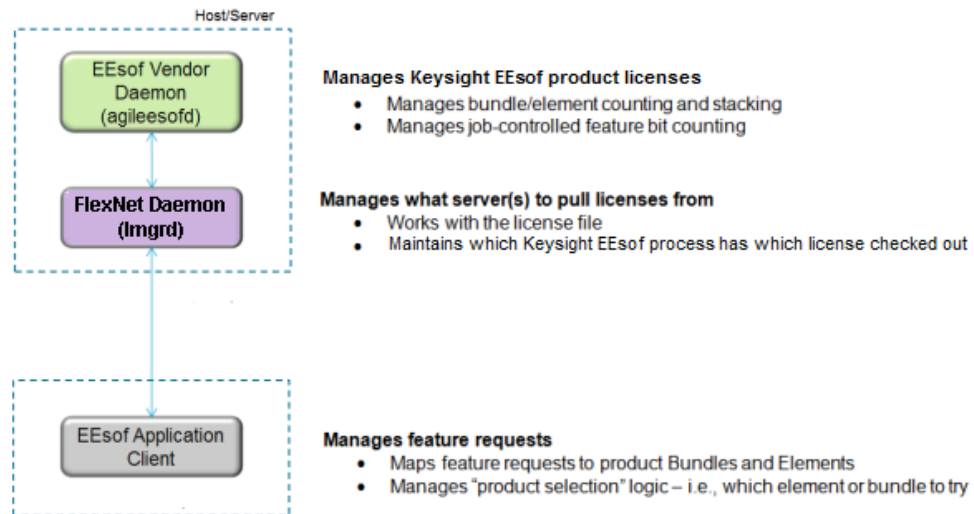 Host/Server
EEsof Vendor
Daemon
(agileesofd)
Manages Keysight EEsof product licenses
• Manages bundle/element counting and stacking
• Manages job-controlled feature bit counting
FlexNet Daemon
(lmgrd)
Manages what server(s) to pull licenses from
• Works with the license file
• Maintains which Keysight EEsof process has which license checked out
EEsof Application
Client
Manages feature requests
• Maps feature requests to product Bundles and Elements
• Manages “product selection” logic – i.e., which element or bundle to try